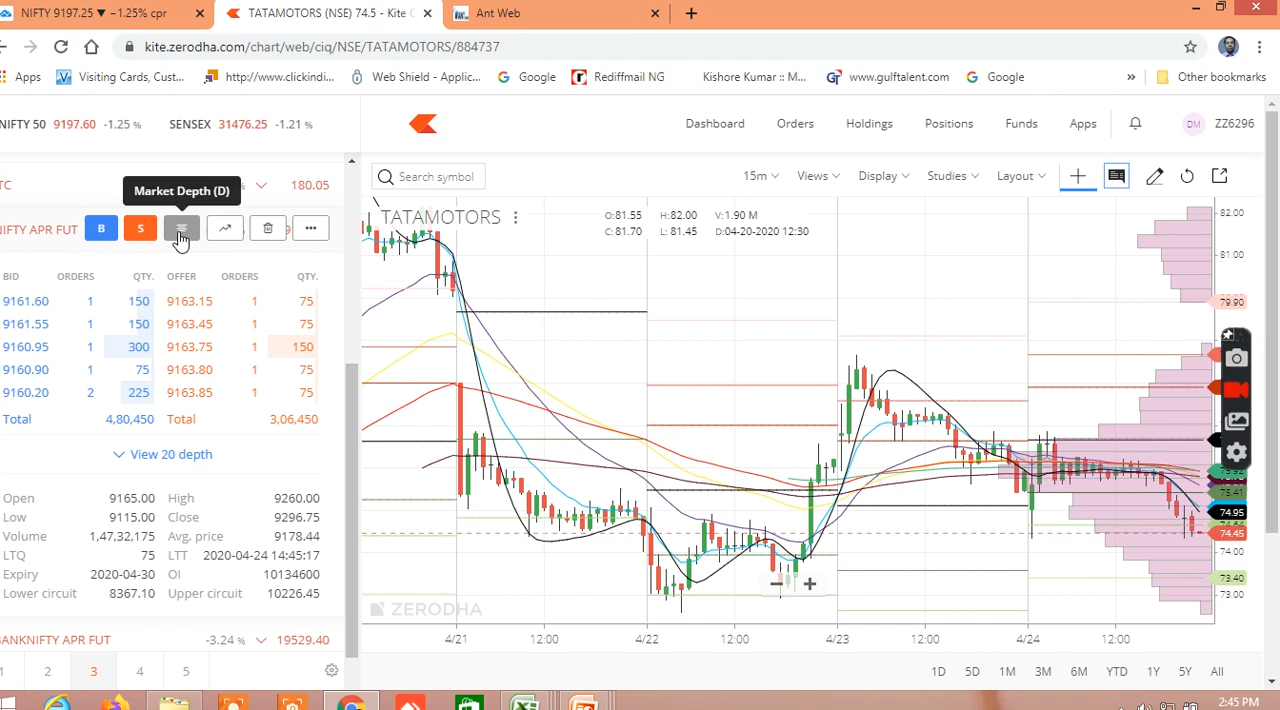 NIFTY 9197.25 ▼ −1.25% cpr
TATAMOTORS (NSE) 74.5 - Kite C
Ant Web
kite.zerodha.com/chart/web/ciq/NSE/TATAMOTORS/884737
Apps Visiting Cards, Cust... http://www.clickindi... Web Shield - Applic... Google Rediffmail NG Kishore Kumar :: M... www.gulftalent.com Google » Other bookmarks
NIFTY 50 9197.60 -1.25 % SENSEX 31476.25 -1.21 %
Dashboard Orders Holdings Positions Funds Apps DM ZZ6296
TC % 180.05
Market Depth (D)
NIFTY APR FUT B S
BID ORDERS QTY. OFFER ORDERS QTY.
9161.60 1 150 9163.15 1 75
9161.55 1 150 9163.45 1 75
9160.95 1 300 9163.75 1 150
9160.90 1 75 9163.80 1 75
9160.20 2 225 9163.85 1 75
Total 4,80,450 Total 3,06,450
View 20 depth
Open 9165.00 High 9260.00
Low 9115.00 Close 9296.75
Volume 1,47,32,175 Avg. price 9178.44
LTQ 75 LTT 2020-04-24 14:45:17
Expiry 2020-04-30 OI 10134600
Lower circuit 8367.10 Upper circuit 10226.45
BANKNIFTY APR FUT -3.24 % 19529.40
1 2 3 4 5
Search symbol 15m Views Display Studies Layout
TATAMOTORS
O:81.55 H:82.00 V:1.90 M
C:81.70 L:81.45 D:04-20-2020 12:30
82.00
81.00
79.90
75.41
74.95
74.45
74.00
73.40
73.00
ZERODHA
4/21 12:00 4/22 12:00 4/23 12:00 4/24 12:00
1D 5D 1M 3M 6M YTD 1Y 5Y All
2:45 PM